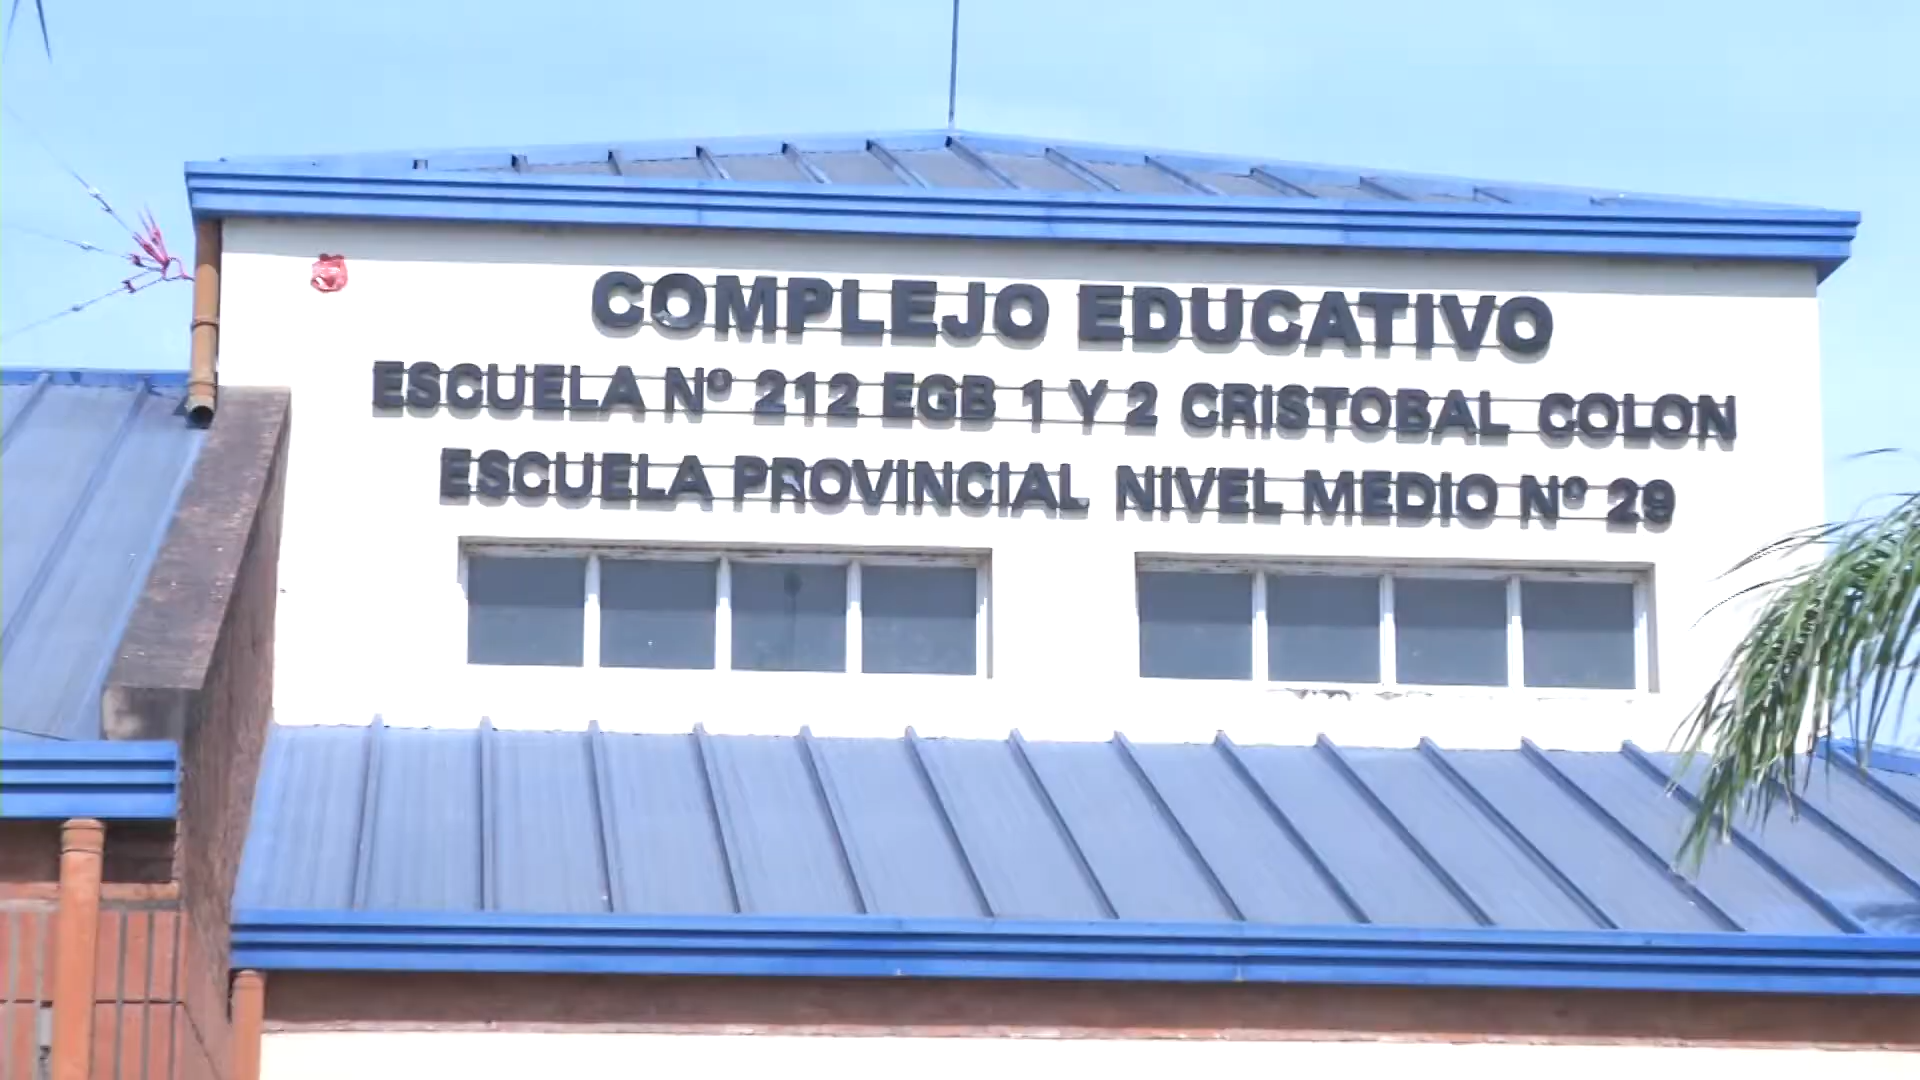 COMPLEJO EDUCATIVO
ESCUELA Nº 212 EGB 1 Y 2 CRISTOBAL COLON
ESCUELA PROVINCIAL NIVEL MEDIO Nº 29